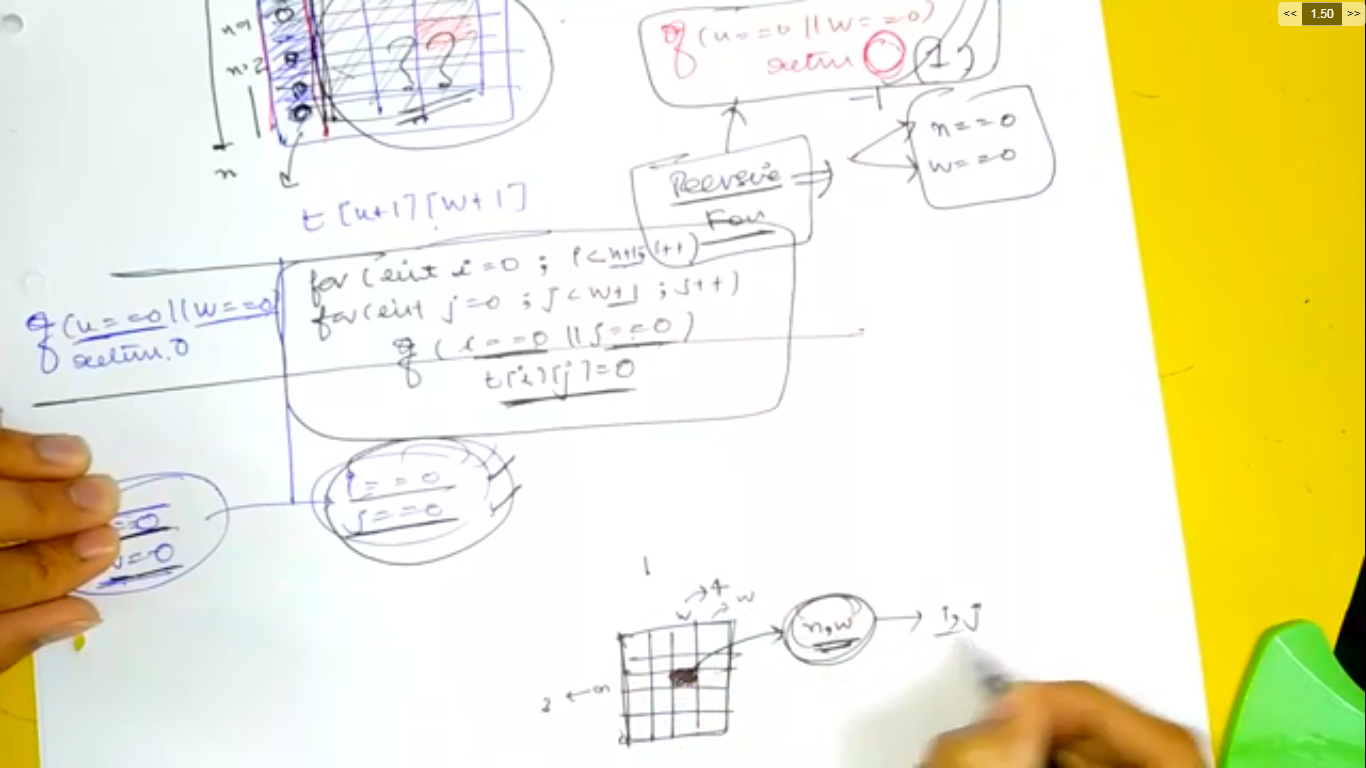 << 1.50 >>
if (n==0 || w==0)
return 0 (1)
-1
n==0
w==0
n-2
n
??
Recursive
Fun
t[n+1][w+1]
for (int i=0 ; i<n+1; i++)
for (int j=0 ; j<w+1 ; j++)
if (i==0 || j==0)
t[i][j]=0
if (n==0 || w==0)
return 0
i==0
j==0
=0
w=0
4
w w
n,w → i,j
2 ← n